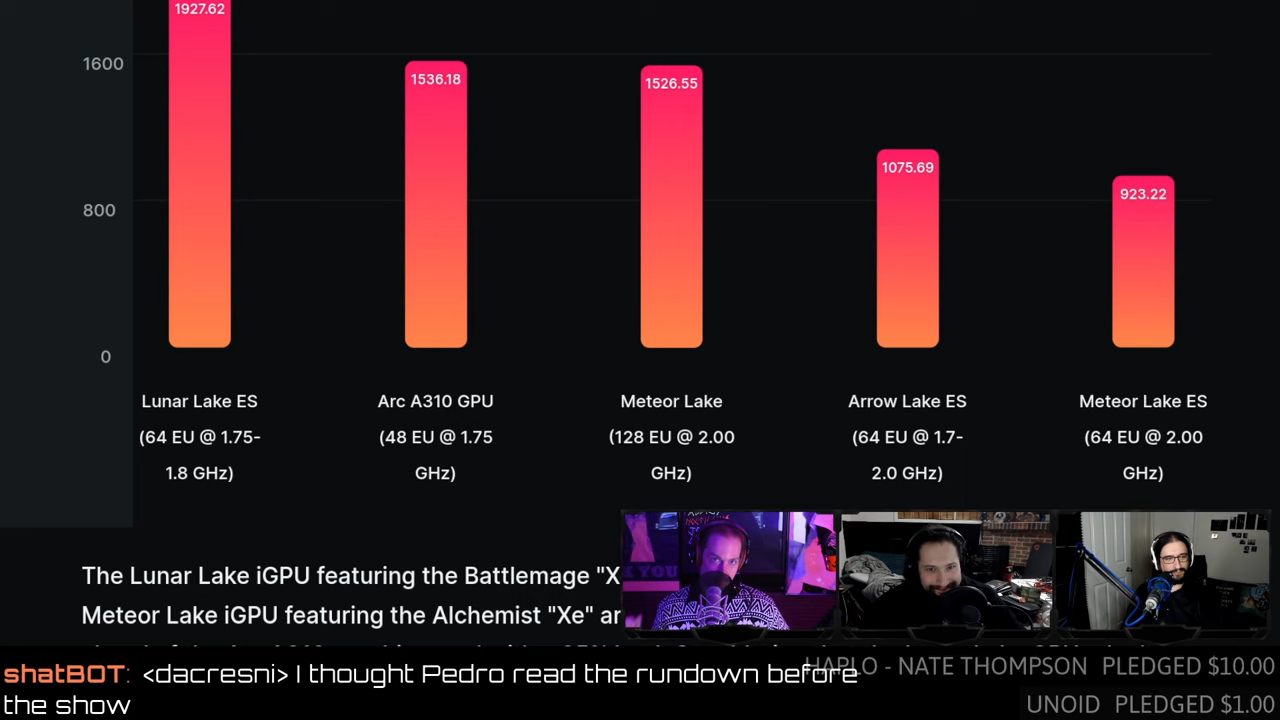 1927.62
1600
1536.18
1526.55
1075.69
923.22
800
0
Lunar Lake ES
(64 EU @ 1.75-
1.8 GHz)
Arc A310 GPU
(48 EU @ 1.75
GHz)
Meteor Lake
(128 EU @ 2.00
GHz)
Arrow Lake ES
(64 EU @ 1.7-
2.0 GHz)
Meteor Lake ES
(64 EU @ 2.00
GHz)
The Lunar Lake iGPU featuring the Battlemage "X
Meteor Lake iGPU featuring the Alchemist "Xe" ar
shatBOT: <dacresni> I thought Pedro read the rundown before
the show
HAPLO - NATE THOMPSON PLEDGED $10.00
UNOID PLEDGED $1.00